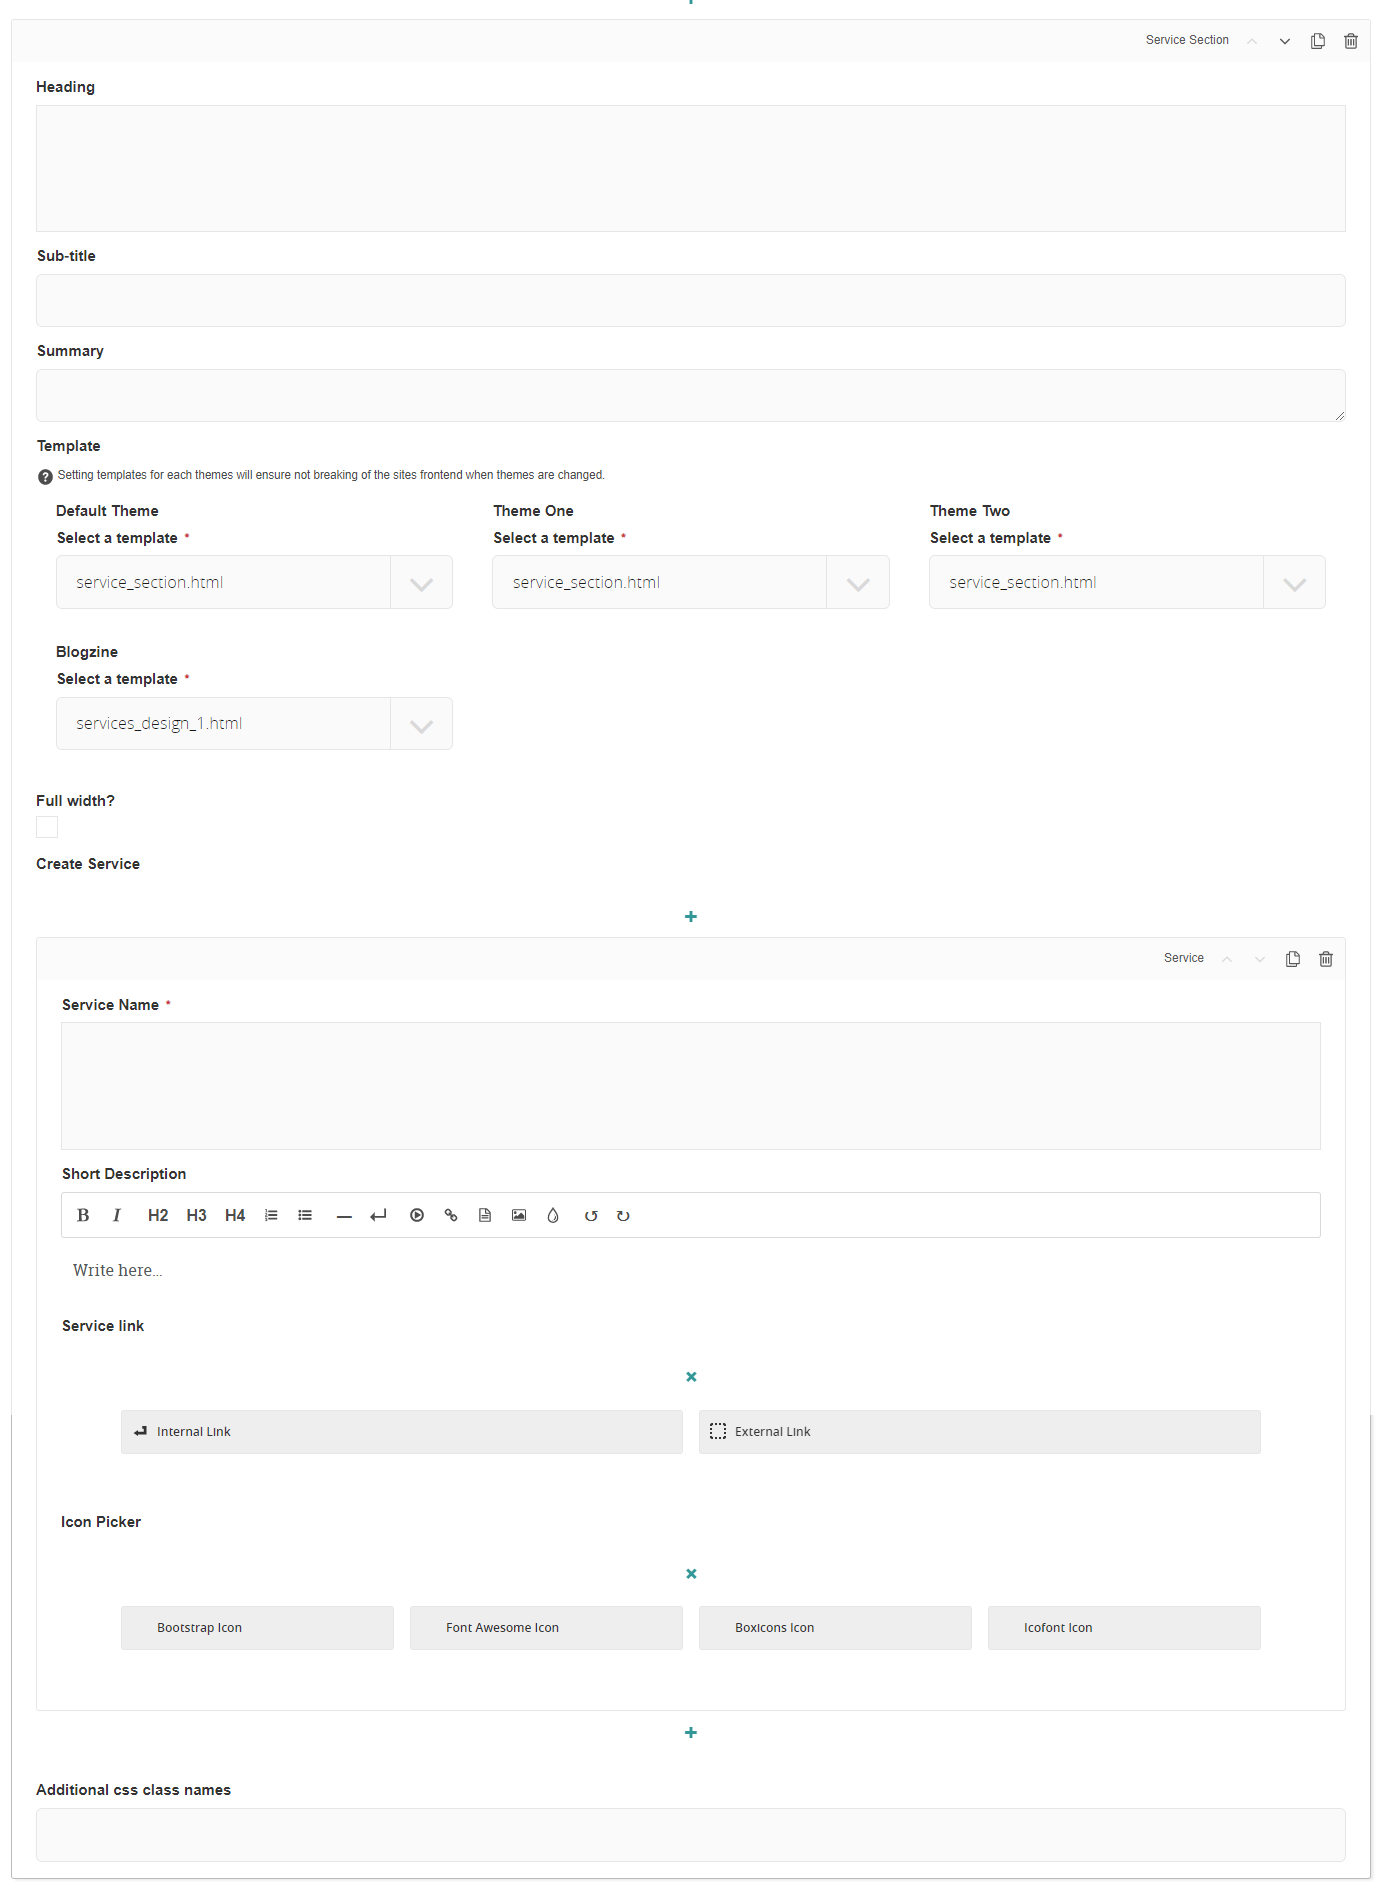 Service Section
Heading
Sub-title
Summary
Template
Setting templates for each themes will ensure not breaking of the sites frontend when themes are changed.
Default Theme
Select a template *
service_section.html
Theme One
Select a template *
service_section.html
Theme Two
Select a template *
service_section.html
Blogzine
Select a template *
services_design_1.html
Full width?
Create Service
Service
Service Name *
Short Description
B I H2 H3 H4
Write here...
Service link
Internal Link
External Link
Icon Picker
Bootstrap Icon
Font Awesome Icon
Boxicons Icon
Icofont Icon
Additional css class names